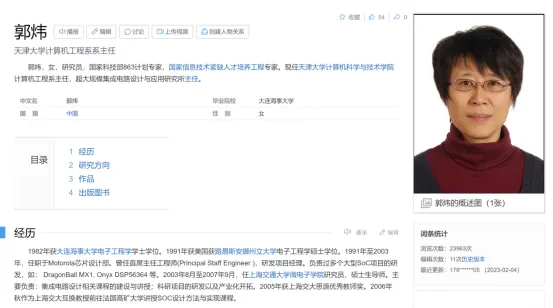 郭炜
播报
编辑
讨论
上传视频
创建人物关系
收藏
54
0
天津大学计算机工程系系主任
郭炜，女，研究员，国家科技部863计划专家，国家信息技术紧缺人才培养工程专家。现任天津大学计算机科学与技术学院
计算机工程系主任，超大规模集成电路设计与应用研究所主任。
中文名 郭炜 毕业院校 大连海事大学
国 籍 中国 性 别 女
目录
1 经历
2 研究方向
3 作品
4 出版图书
郭炜的概述图（1张）
经历
播报
编辑
1982年获大连海事大学电子工程学学士学位。1991年获美国获路易斯安娜州立大学电子工程学硕士学位。1991年至2003
年，任职于Motorola芯片设计部。曾任首席主任工程师(Principal Staff Engineer )，研发项目经理。负责过多个大型SoC项目的研
发，如： DragonBall MX1, Onyx DSP56364 等。2003年8月至2007年9月，任上海交通大学微电子学院研究员，硕士生导师。主
要负责：集成电路设计相关课程的建设与讲授；科研项目的研发以及产业化开拓。2005年获上海交大思源优秀教师奖。2006年
秋作为上海交大互换教授前往法国高矿大学讲授SOC设计方法与实现课程。
词条统计
浏览次数：23963次
编辑次数：11次历史版本
最近更新：178******05 （2023-02-04）